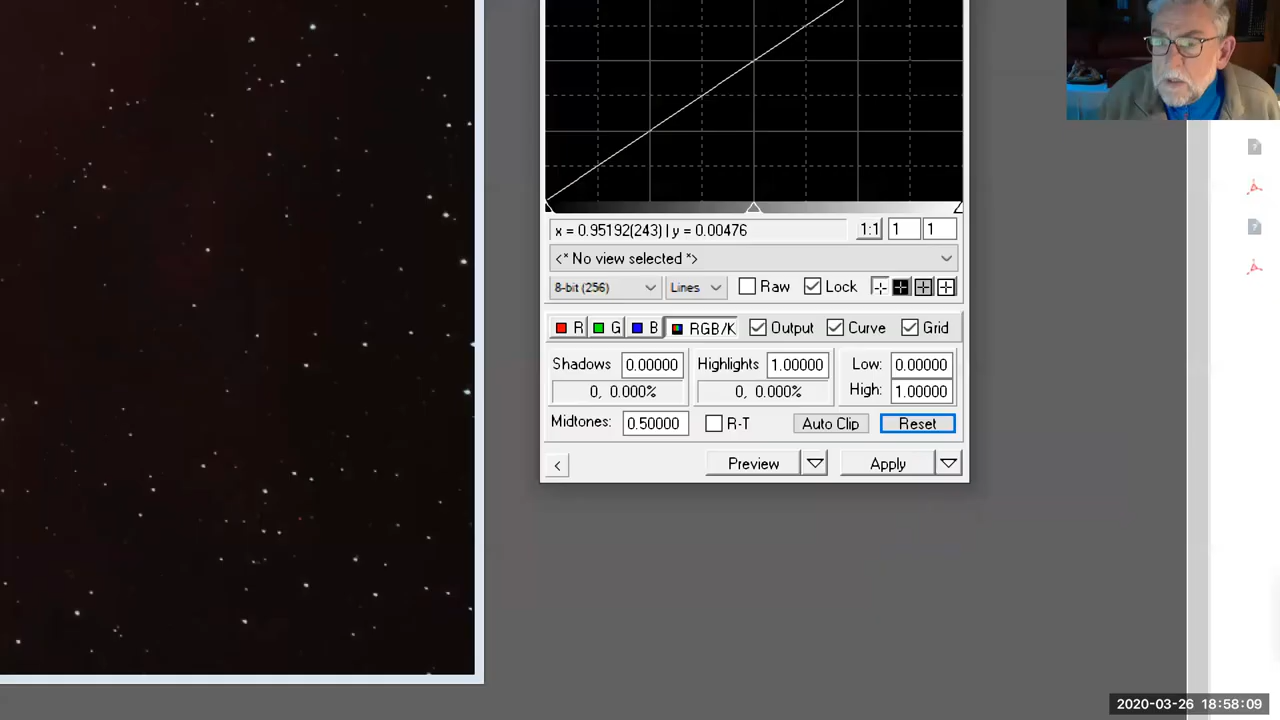 x = 0.95192(243) | y = 0.00476 1:1 1 1
<* No view selected *>
8-bit (256) Lines Raw Lock
R G B RGB/K Output Curve Grid
Shadows 0.00000 Highlights 1.00000 Low: 0.00000
0, 0.000% 0, 0.000% High: 1.00000
Midtones: 0.50000 R-T Auto Clip Reset
< Preview Apply
2020-03-26 18:58:09